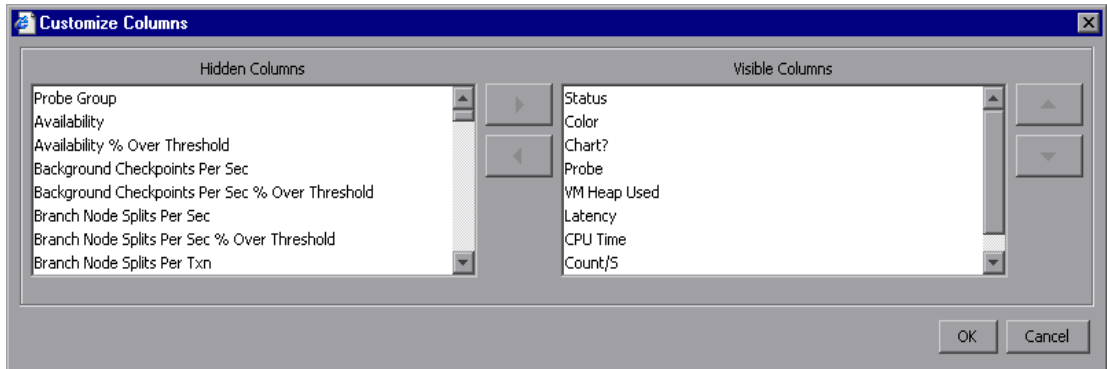 Customize Columns
Hidden Columns
Probe Group
Availability
Availability % Over Threshold
Background Checkpoints Per Sec
Background Checkpoints Per Sec % Over Threshold
Branch Node Splits Per Sec
Branch Node Splits Per Sec % Over Threshold
Branch Node Splits Per Txn
Visible Columns
Status
Color
Chart?
Probe
VM Heap Used
Latency
CPU Time
Count/S
OK
Cancel